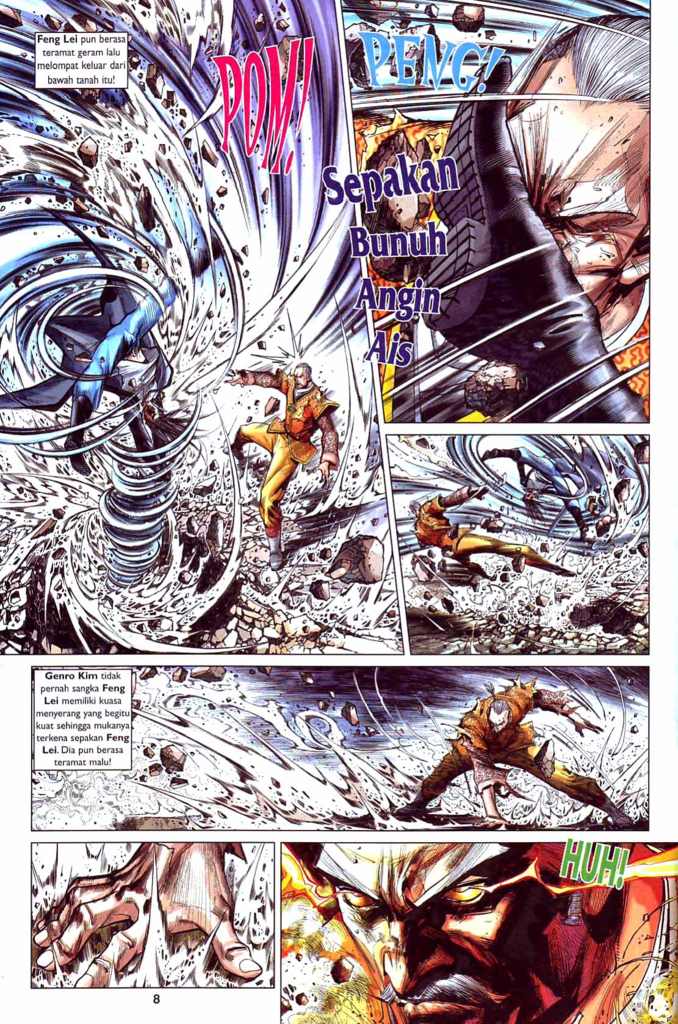 Feng Lei pun berasa
teramat geram lalu
melompat keluar dari
bawah tanah itu!
POM!
PENG!
Sepakan
Bunuh
Angin
Ais
Genro Kim tidak
pernah sangka Feng
Lei memiliki kuasa
menyerang yang begitu
kuat sehingga mukanya
terkena sepakan Feng
Lei. Dia pun berasa
teramat malu!
HUH!
8